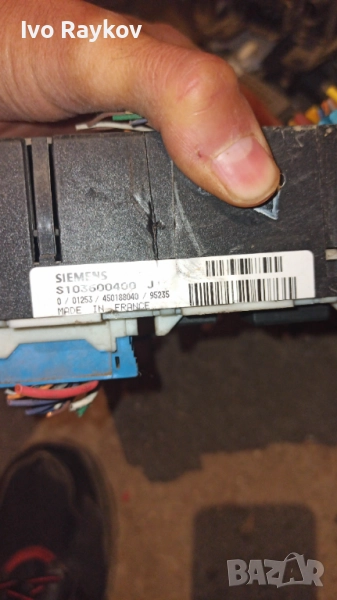 Ivo Raykov
SIEMENS
S103600400 J
0 / 01253 / 450188040 / 95235
MADE IN FRANCE
BAZAR